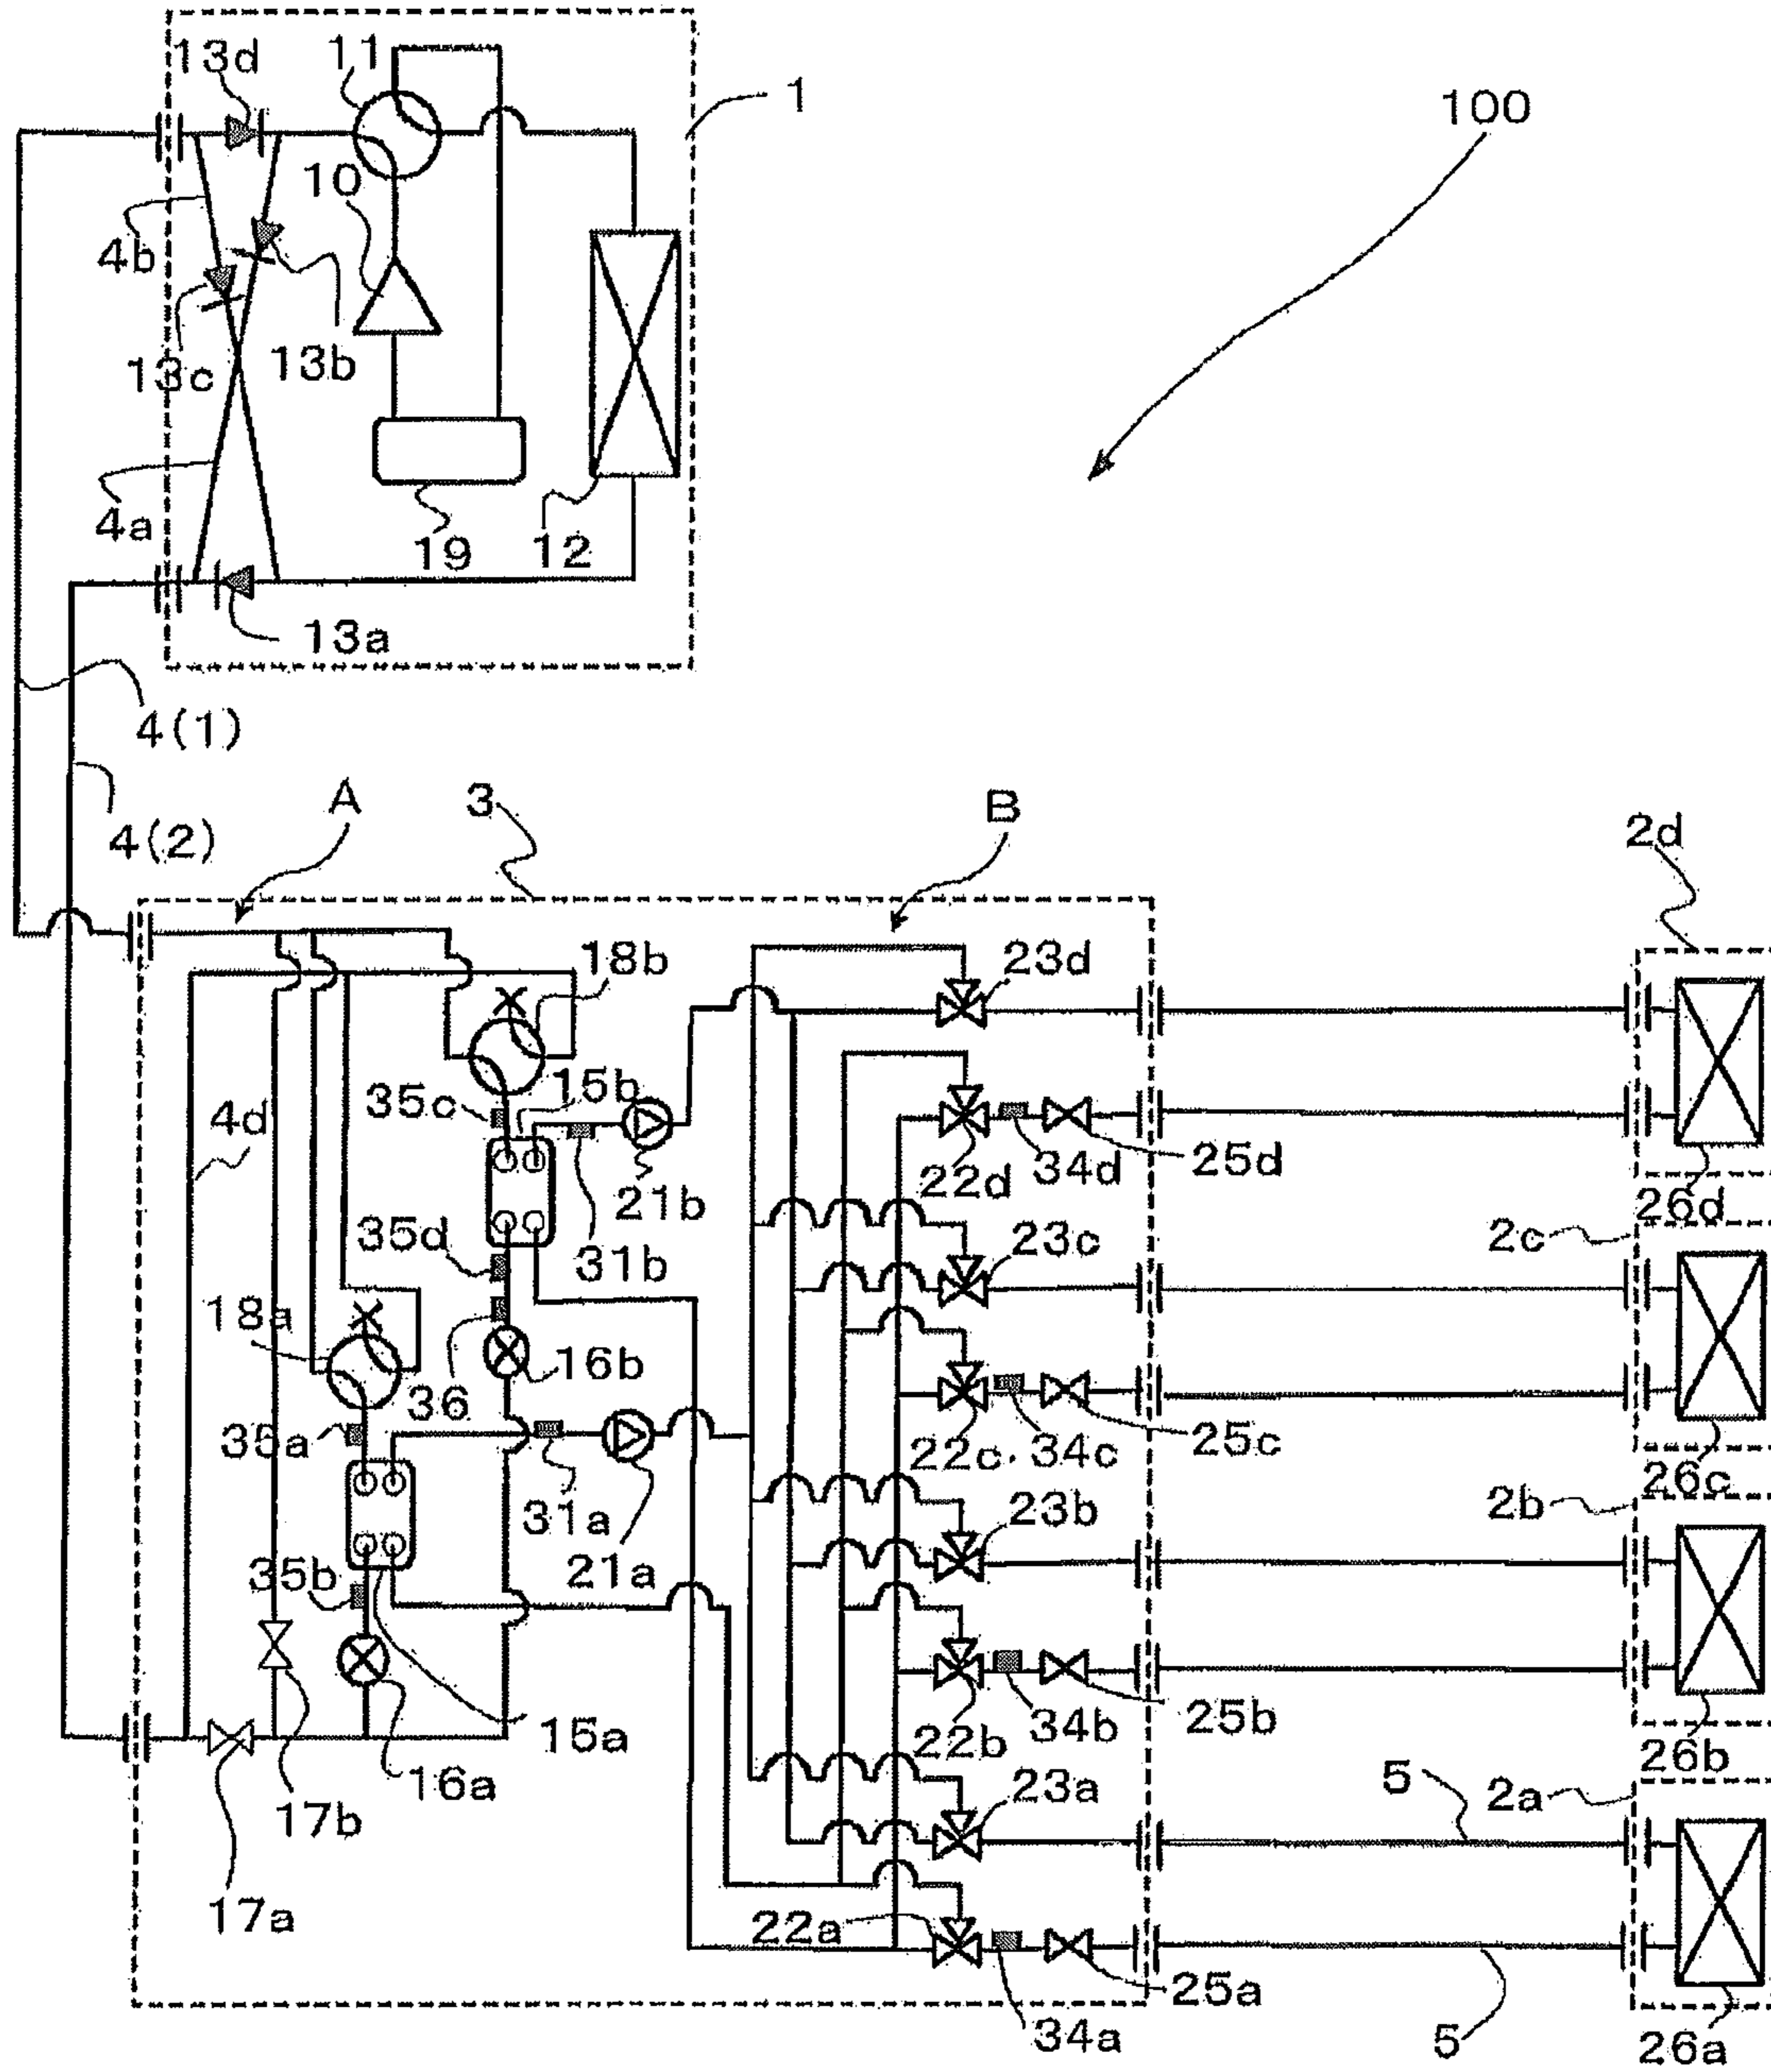 13d 11
1
100
10
4b
13c 13b
4a
19 12
13a
4(1)
4(2)
A 3 B
2d
23d
18b
35c 15b
4d
21b 22d 34d 25d
26d
35d 31b
2c
23c
18a
36 16b
35a
22c 34c 25c
26c
31a
2b
23b
35b 21a
15a
22b 34b 25b
26b
16a
17b
23a 5 2a
17a
22a
25a
34a 5 26a